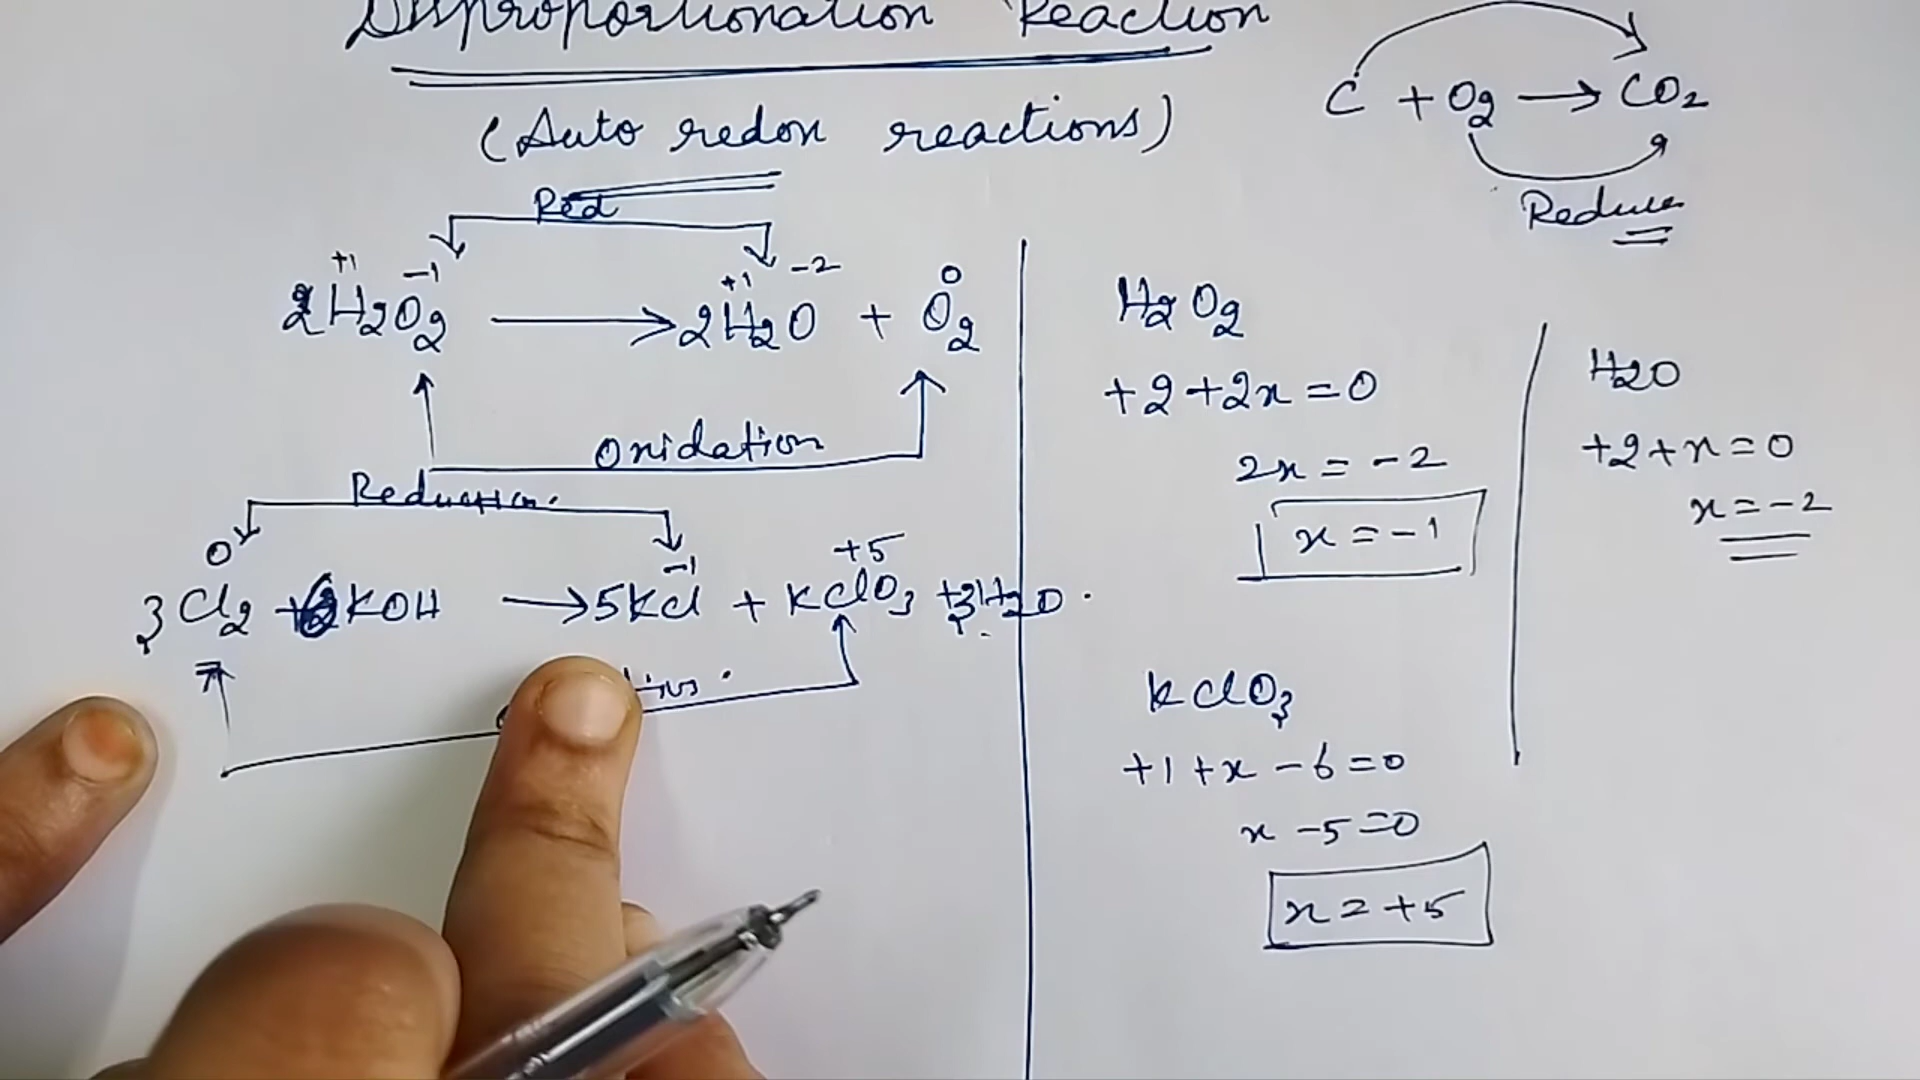 Disproportionation Reaction
(Auto redox reactions)
C + O2 → CO2
Reduce
Red
+1 -1 +1 -2 0
2H2O2 → 2H2O + O2
Oxidation
Reduction.
0 -1 +5
3Cl2 + 6KOH → 5KCl + KClO3 + 3H2O.
H2O2
+2+2x=0
2x=-2
x=-1
KClO3
+1+x-6=0
x-5=0
x=+5
H2O
+2+x=0
x=-2